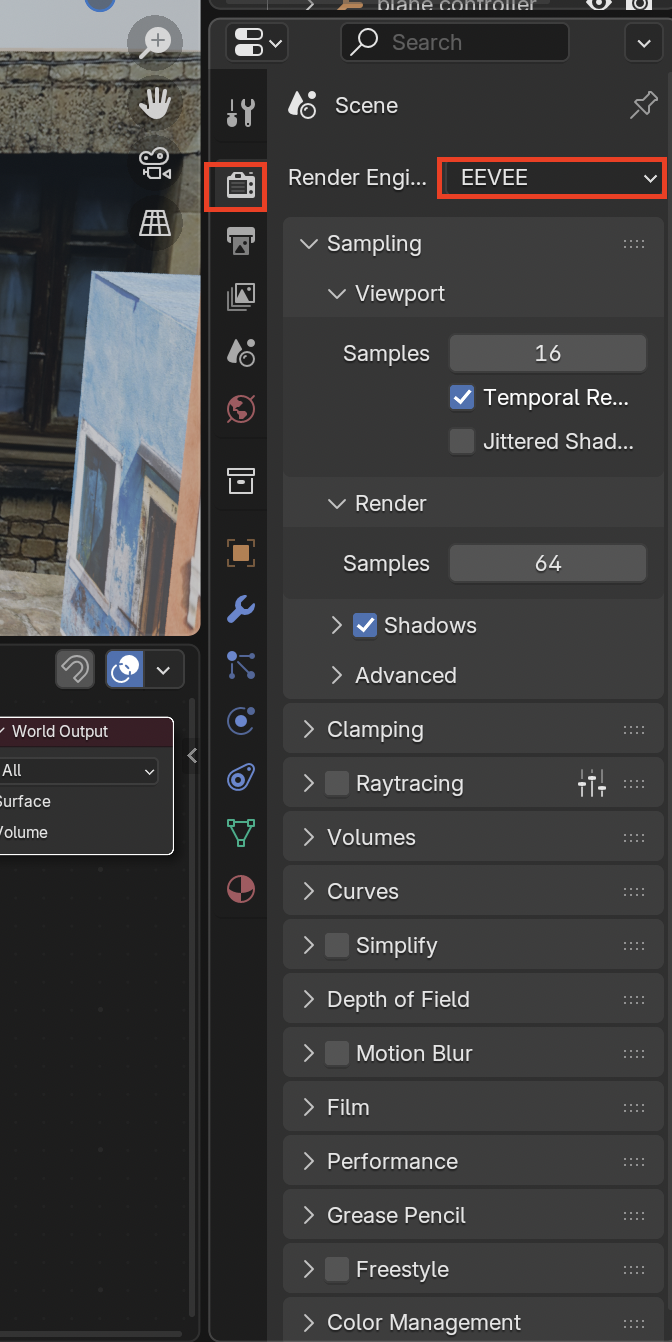 plane controller
Search
Scene
Render Engi...
EEVEE
Sampling
Viewport
Samples
16
Temporal Re...
Jittered Shad...
Render
Samples
64
Shadows
Advanced
Clamping
Raytracing
Volumes
Curves
Simplify
Depth of Field
Motion Blur
Film
Performance
Grease Pencil
Freestyle
Color Management
World Output
All
Surface
Volume